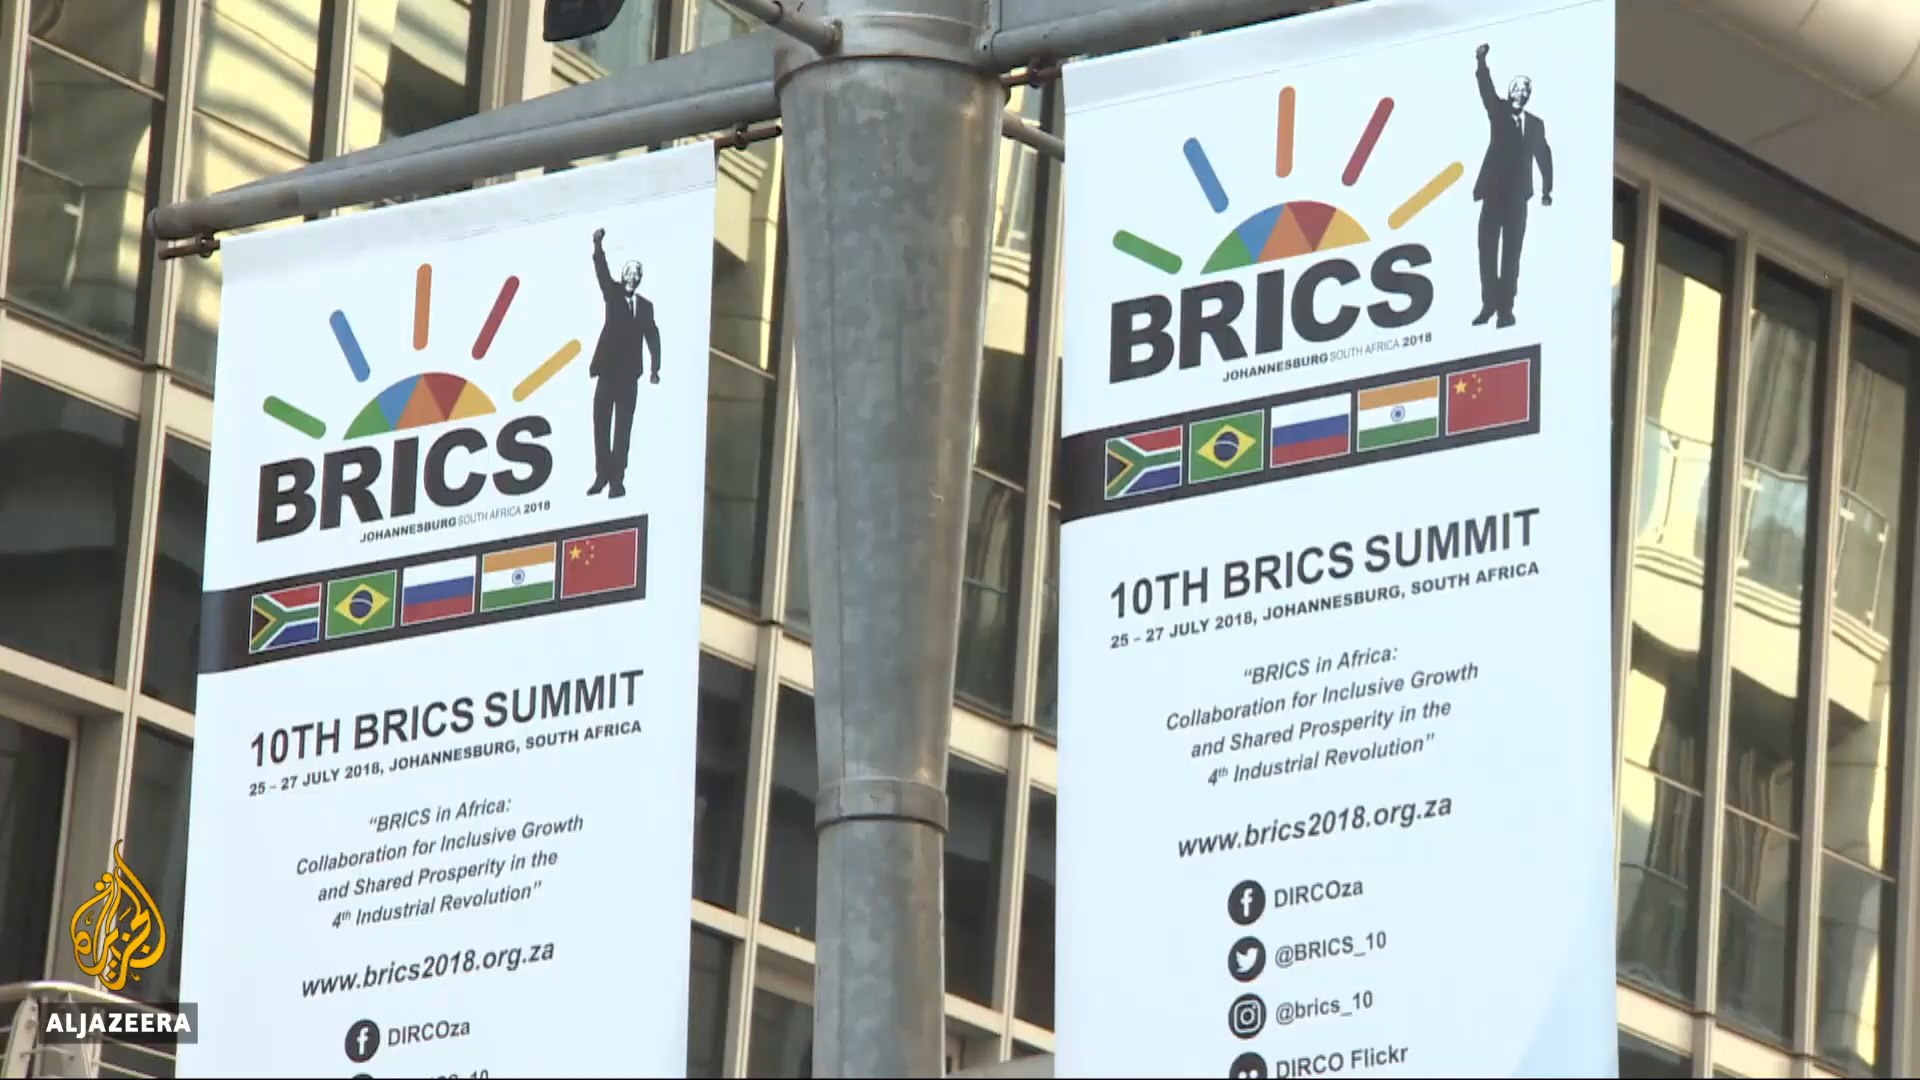 BRICS
JOHANNESBURG SOUTH AFRICA 2018
10TH BRICS SUMMIT
25 – 27 JULY 2018, JOHANNESBURG, SOUTH AFRICA
“BRICS in Africa:
Collaboration for Inclusive Growth
and Shared Prosperity in the
4th Industrial Revolution”
www.brics2018.org.za
DIRCOza
BRICS
JOHANNESBURG SOUTH AFRICA 2018
10TH BRICS SUMMIT
25 – 27 JULY 2018, JOHANNESBURG, SOUTH AFRICA
“BRICS in Africa:
Collaboration for Inclusive Growth
and Shared Prosperity in the
4th Industrial Revolution”
www.brics2018.org.za
DIRCOza
@BRICS_10
@brics_10
DIRCO Flickr
ALJAZEERA